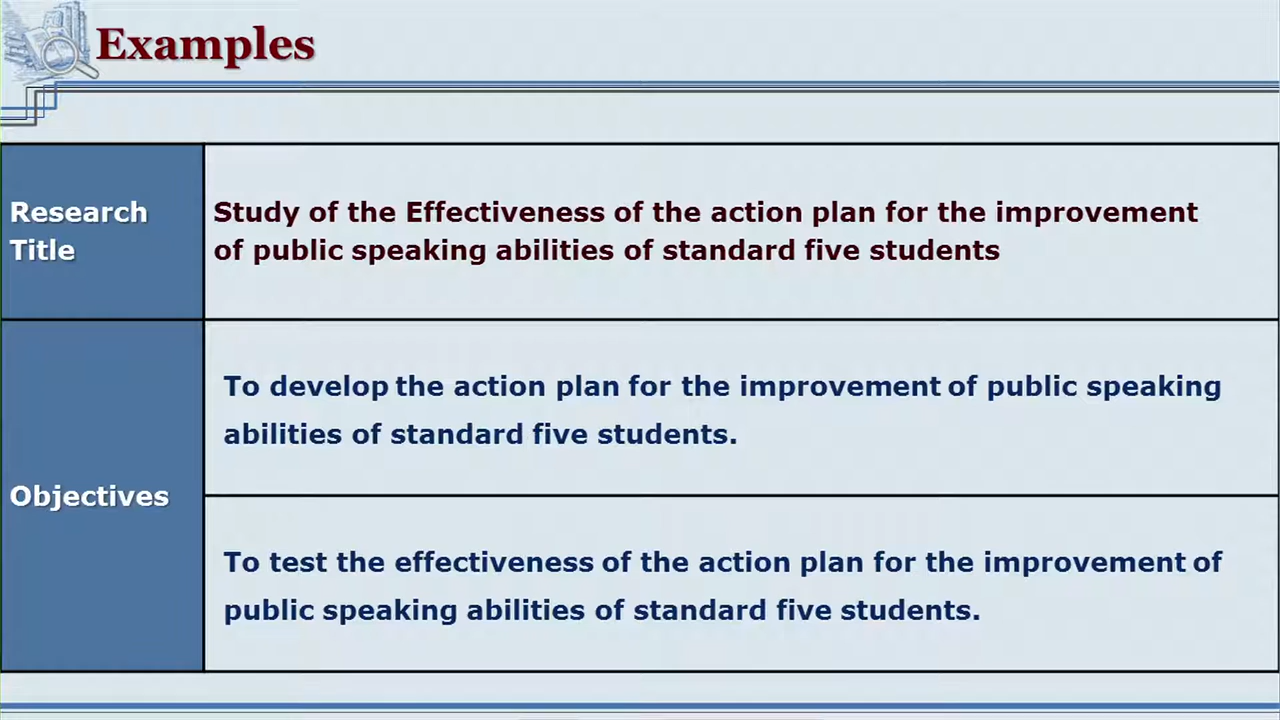 Examples
Research
Title
Study of the Effectiveness of the action plan for the improvement
of public speaking abilities of standard five students
Objectives
To develop the action plan for the improvement of public speaking
abilities of standard five students.
To test the effectiveness of the action plan for the improvement of
public speaking abilities of standard five students.